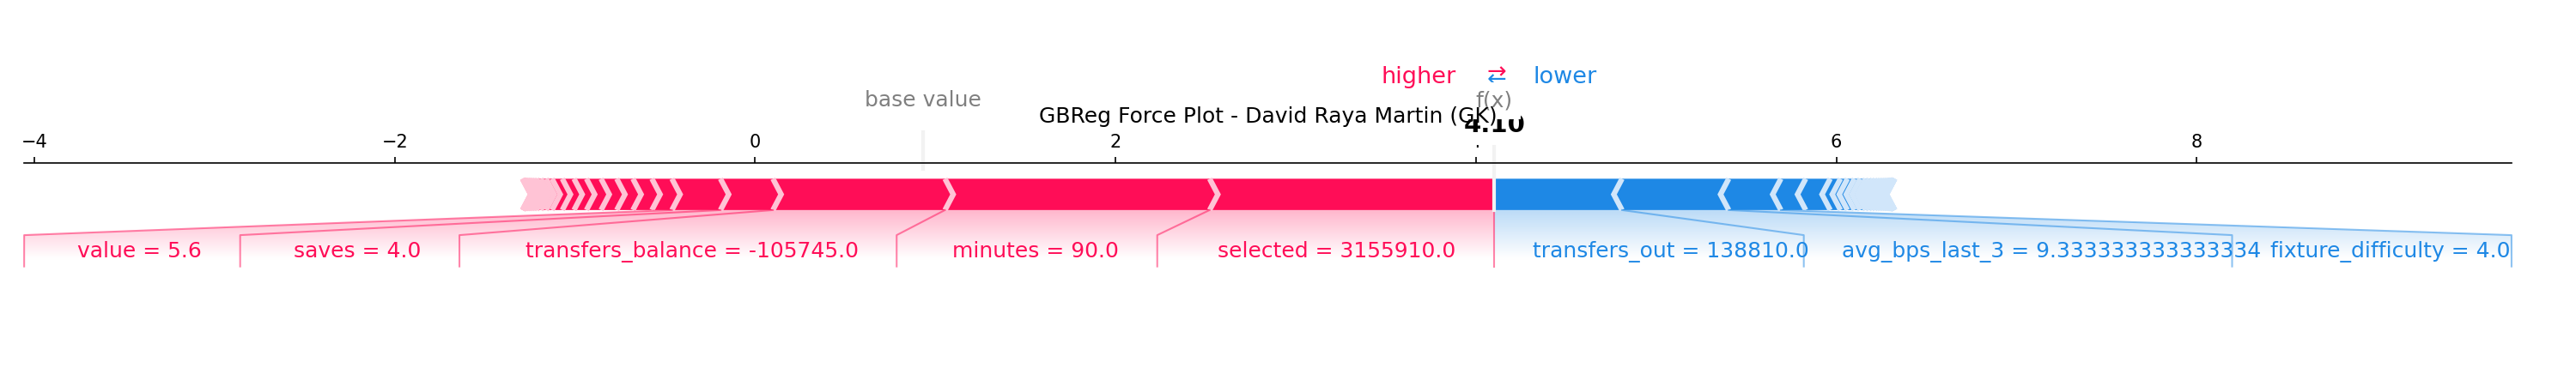 higher ⇄ lower
base value
f(x)
GBReg Force Plot - David Raya Martin (GK)
4.10
−4 −2 0 2 6 8
value = 5.6 saves = 4.0 transfers_balance = -105745.0 minutes = 90.0 selected = 3155910.0 transfers_out = 138810.0 avg_bps_last_3 = 9.333333333333334 fixture_difficulty = 4.0